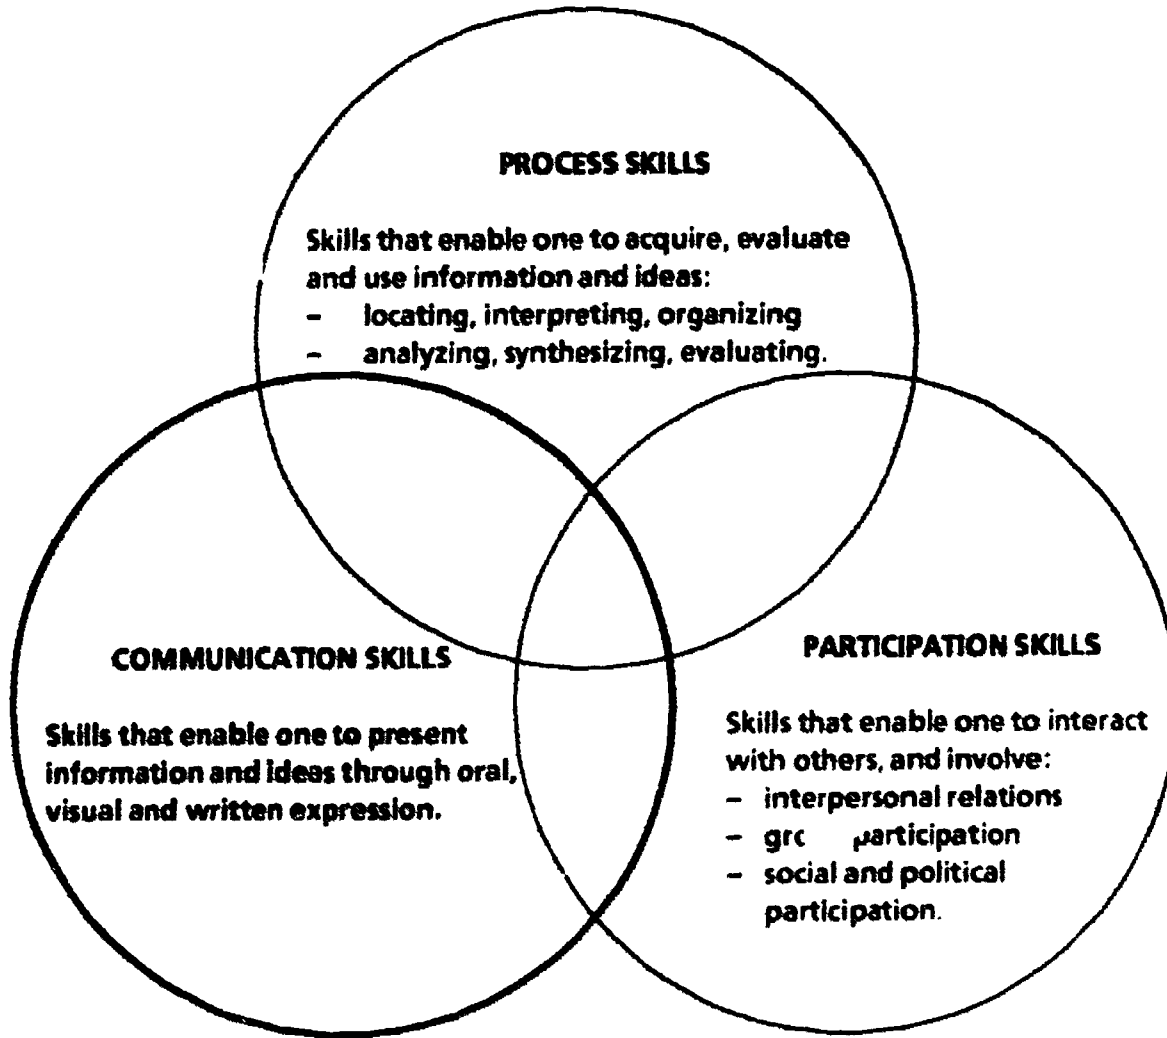 PROCESS SKILLS
Skills that enable one to acquire, evaluate
and use information and ideas:
– locating, interpreting, organizing
– analyzing, synthesizing, evaluating.
COMMUNICATION SKILLS
Skills that enable one to present
information and ideas through oral,
visual and written expression.
PARTICIPATION SKILLS
Skills that enable one to interact
with others, and involve:
– interpersonal relations
– participation
– social and political
participation.